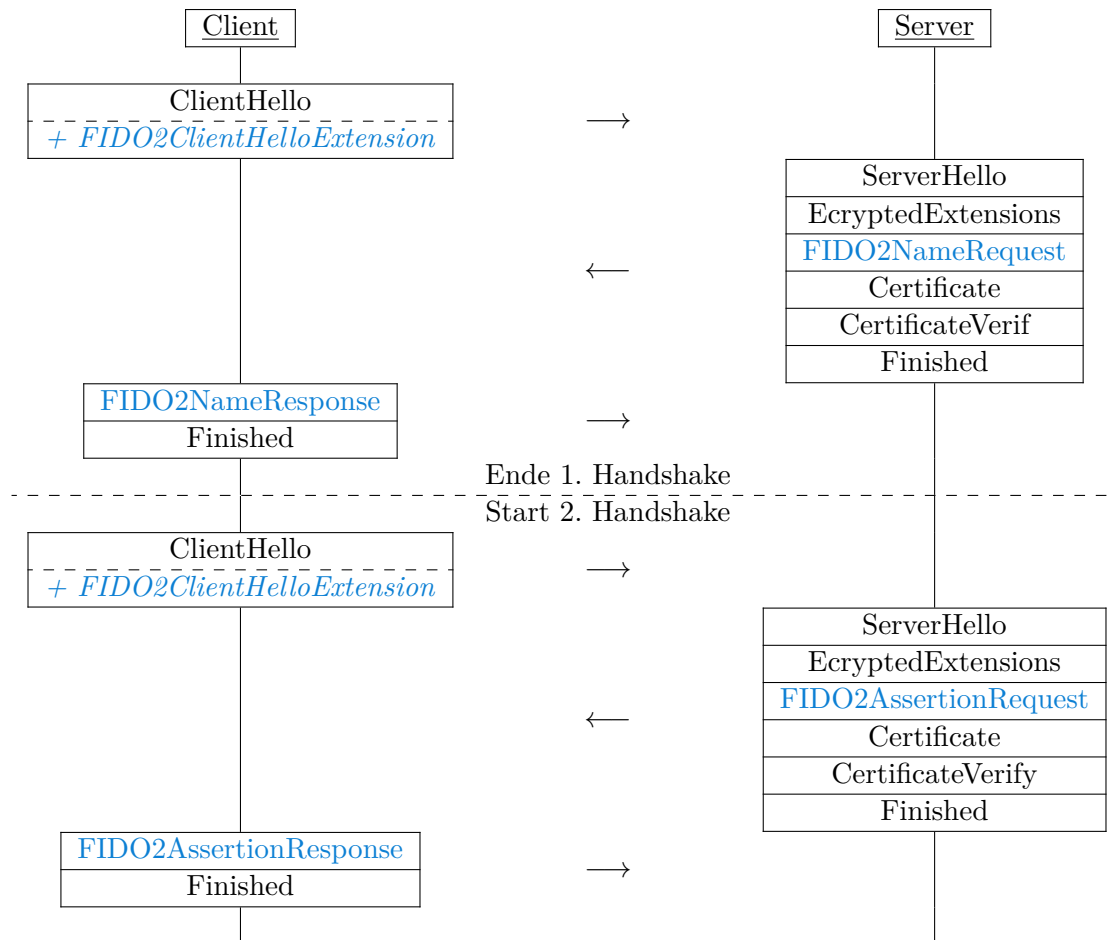 Client
Server
ClientHello
+ FIDO2ClientHelloExtension
⟶
ServerHello
EcryptedExtensions
FIDO2NameRequest
⟵
Certificate
CertificateVerif
Finished
FIDO2NameResponse
⟶
Finished
Ende 1. Handshake
Start 2. Handshake
ClientHello
+ FIDO2ClientHelloExtension
⟶
ServerHello
EcryptedExtensions
FIDO2AssertionRequest
⟵
Certificate
CertificateVerify
Finished
FIDO2AssertionResponse
⟶
Finished